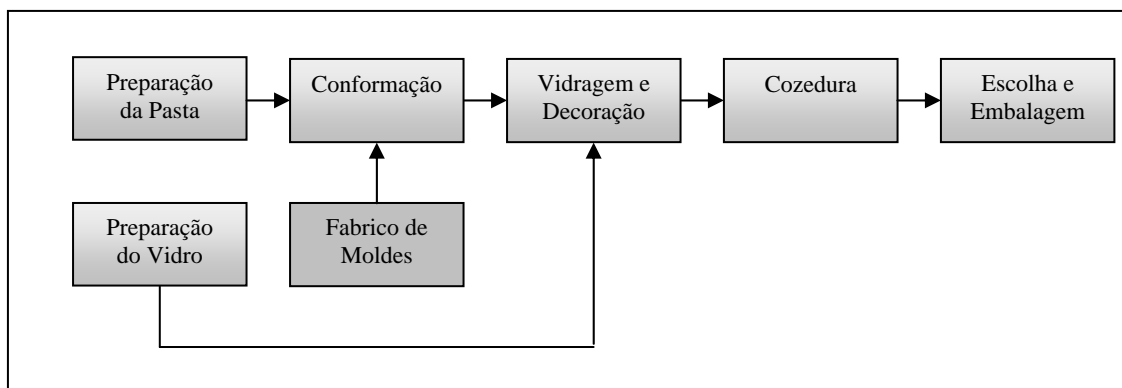 Preparação
da Pasta
Conformação
Vidragem e
Decoração
Cozedura
Escolha e
Embalagem
Preparação
do Vidro
Fabrico de
Moldes